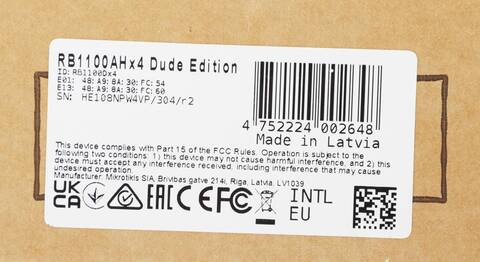 RB1100AHx4 Dude Edition
ID: RB1100Dx4
E01: 48: A9: 8A: 30: FC: 54
E13: 48: A9: 8A: 30: FC: 60
SN: HE108NPW4VP/304/r2
4 752224 002648
Made in Latvia
This device complies with Part 15 of the FCC Rules. Operation is subject to the
following two conditions: 1) this device may not cause harmful interference, and 2) this
device must accept any interference received, including interference that may cause
undesired operation.
Manufacturer: Mikrotikls SIA, Brivibas gatve 214i, Riga, Latvia, LV1039
UK CA EAC CE FC INTL
EU